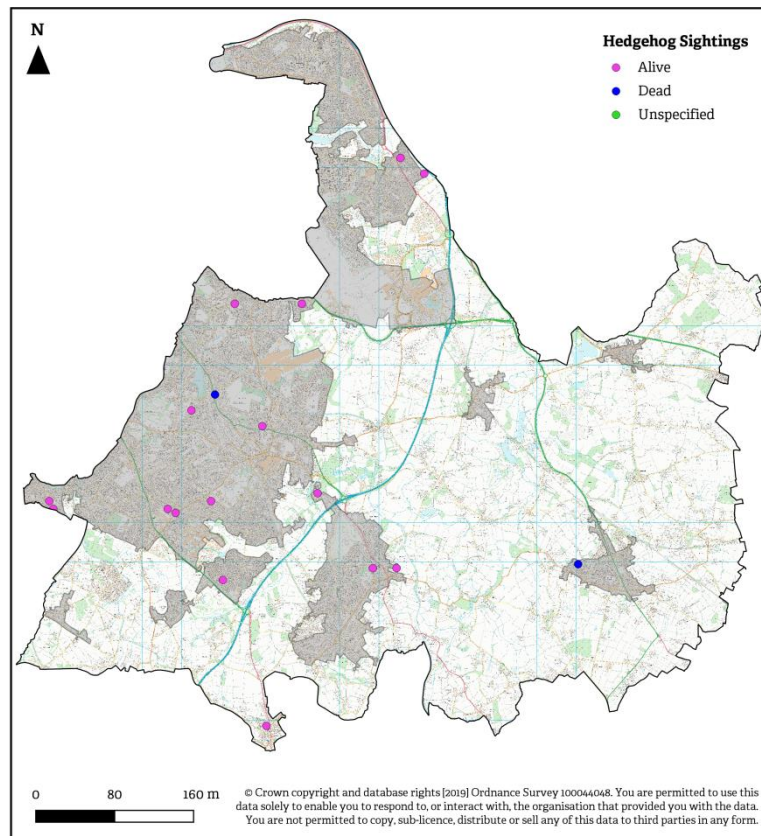 N
Hedgehog Sightings
Alive
Dead
Unspecified
0 80 160 m
© Crown copyright and database rights [2019] Ordnance Survey 100044048. You are permitted to use this
data solely to enable you to respond to, or interact with, the organisation that provided you with the data.
You are not permitted to copy, sub-licence, distribute or sell any of this data to third parties in any form.